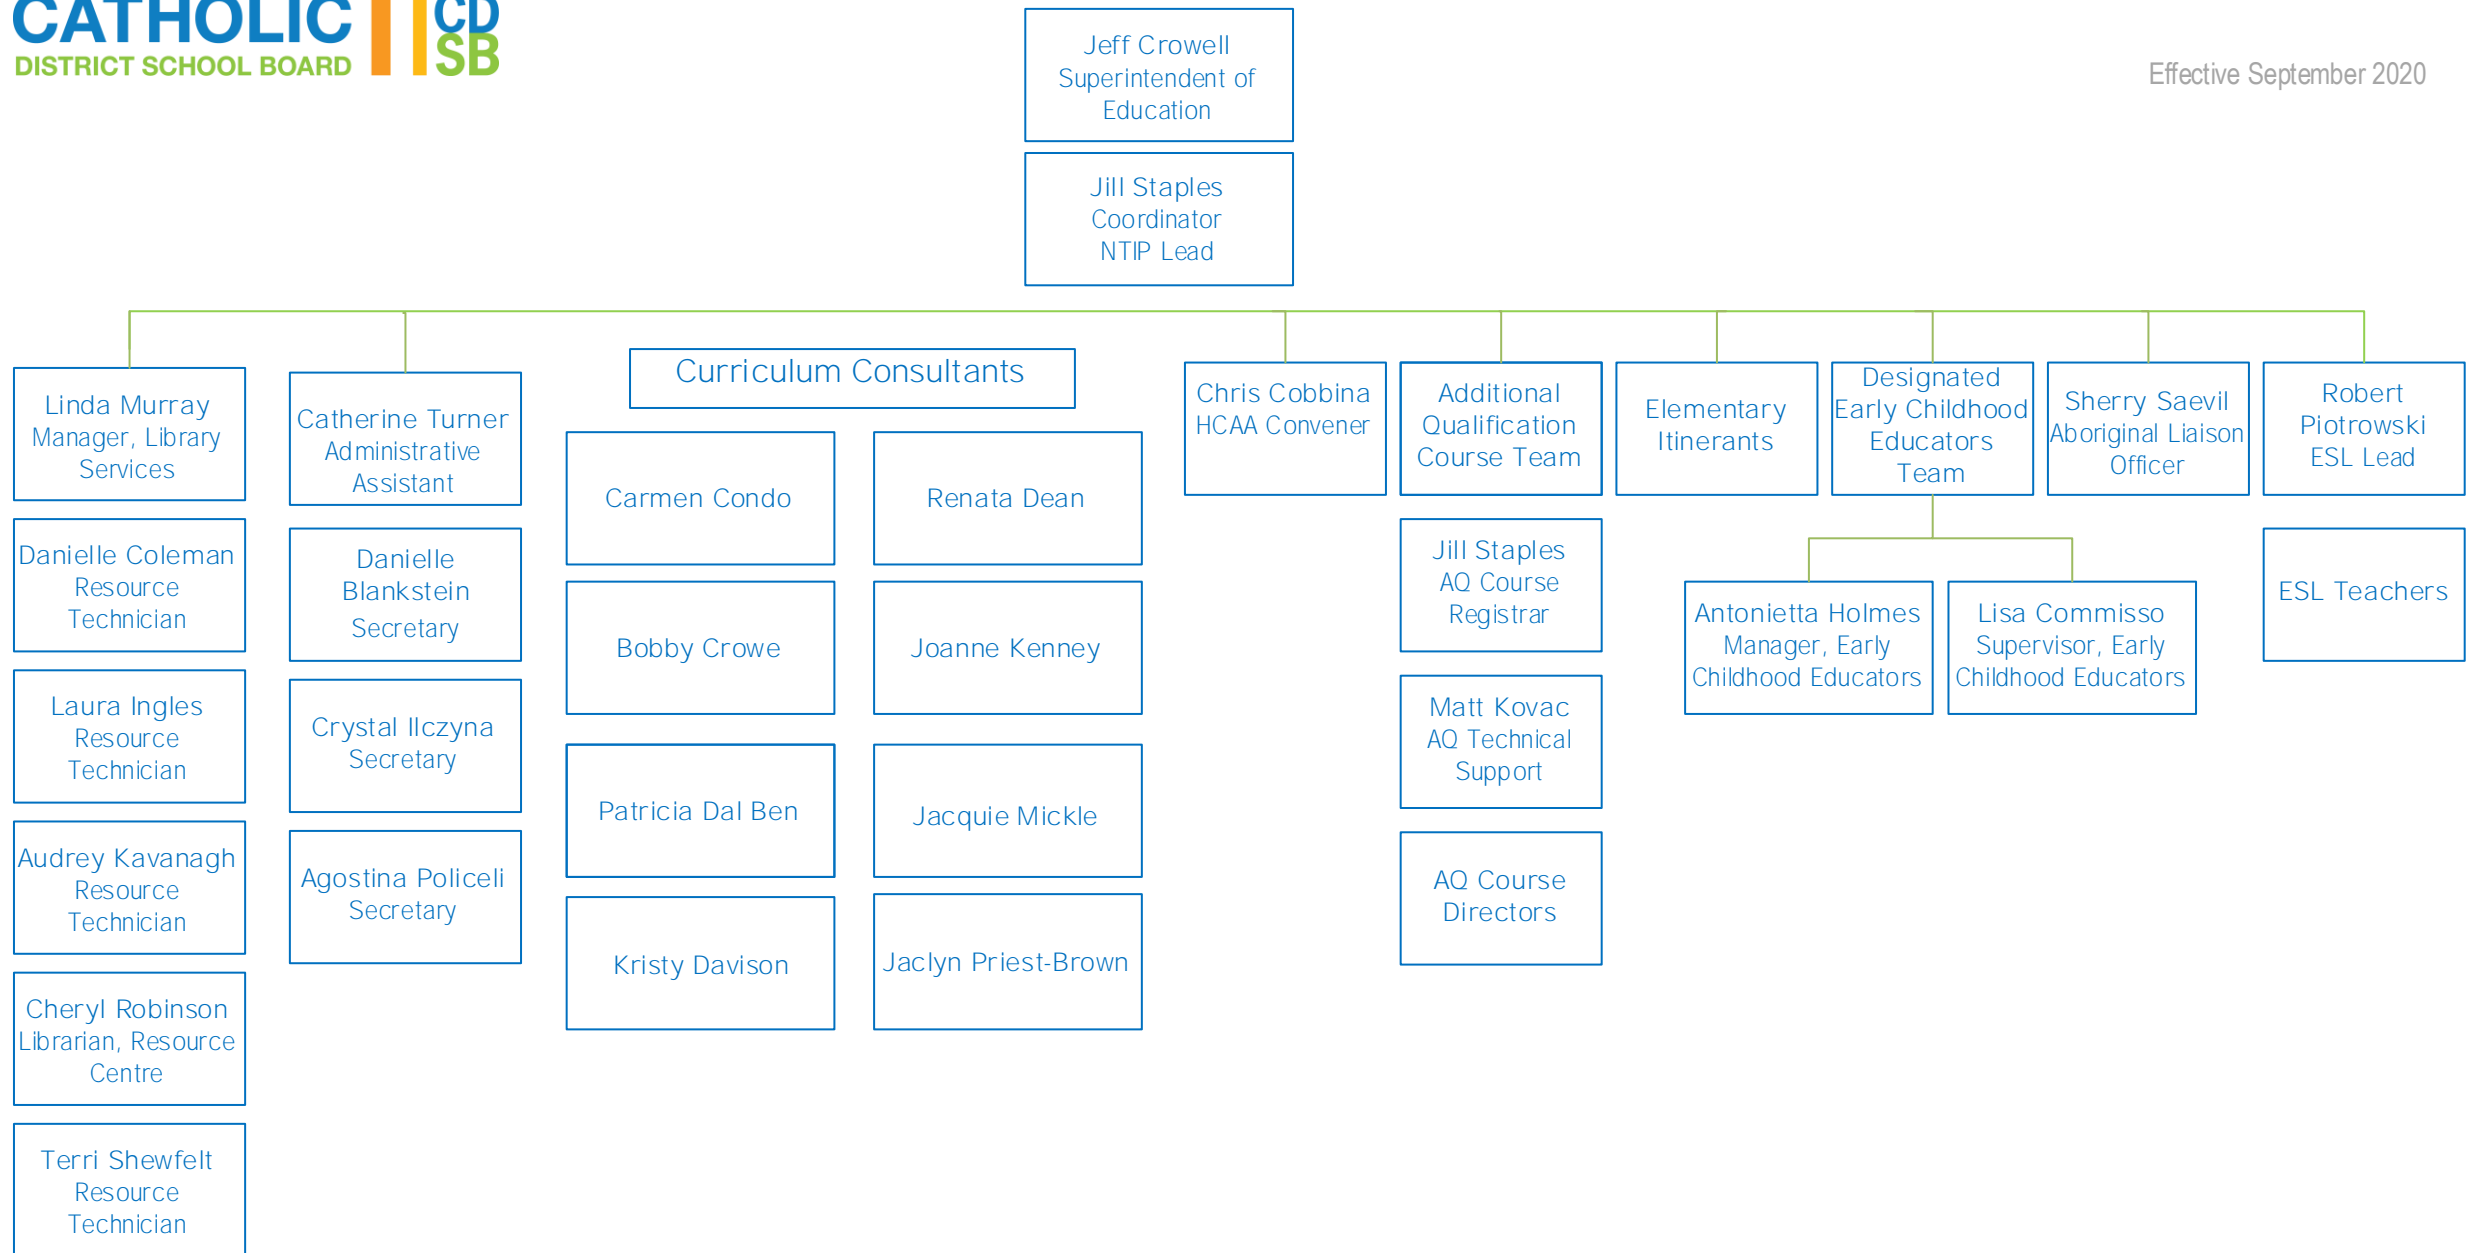 CATHOLIC
DISTRICT SCHOOL BOARD
CD
SB
Effective September 2020
Jeff Crowell
Superintendent of
Education
Jill Staples
Coordinator
NTIP Lead
Linda Murray
Manager, Library
Services
Danielle Coleman
Resource
Technician
Laura Ingles
Resource
Technician
Audrey Kavanagh
Resource
Technician
Cheryl Robinson
Librarian, Resource
Centre
Terri Shewfelt
Resource
Technician
Catherine Turner
Administrative
Assistant
Danielle
Blankstein
Secretary
Crystal Ilczyna
Secretary
Agostina Policeli
Secretary
Curriculum Consultants
Carmen Condo
Renata Dean
Bobby Crowe
Joanne Kenney
Patricia Dal Ben
Jacquie Mickle
Kristy Davison
Jaclyn Priest-Brown
Chris Cobbina
HCAA Convener
Additional
Qualification
Course Team
Jill Staples
AQ Course
Registrar
Matt Kovac
AQ Technical
Support
AQ Course
Directors
Elementary
Itinerants
Designated
Early Childhood
Educators
Team
Antonietta Holmes
Manager, Early
Childhood Educators
Lisa Commisso
Supervisor, Early
Childhood Educators
Sherry Saevil
Aboriginal Liaison
Officer
Robert
Piotrowski
ESL Lead
ESL Teachers